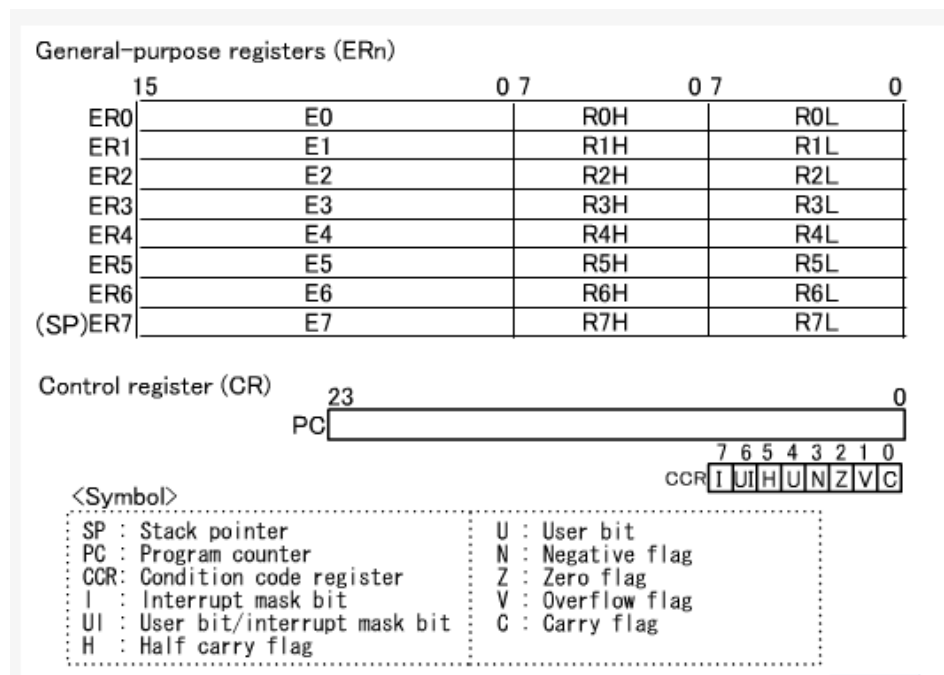 General-purpose registers (ERn)
15 0 7 0 7 0
ER0 E0 R0H R0L
ER1 E1 R1H R1L
ER2 E2 R2H R2L
ER3 E3 R3H R3L
ER4 E4 R4H R4L
ER5 E5 R5H R5L
ER6 E6 R6H R6L
(SP)ER7 E7 R7H R7L
Control register (CR)
23 0
PC
7 6 5 4 3 2 1 0
CCR I UI H U N Z V C
<Symbol>
SP : Stack pointer
PC : Program counter
CCR: Condition code register
I : Interrupt mask bit
UI : User bit/interrupt mask bit
H : Half carry flag
U : User bit
N : Negative flag
Z : Zero flag
V : Overflow flag
C : Carry flag